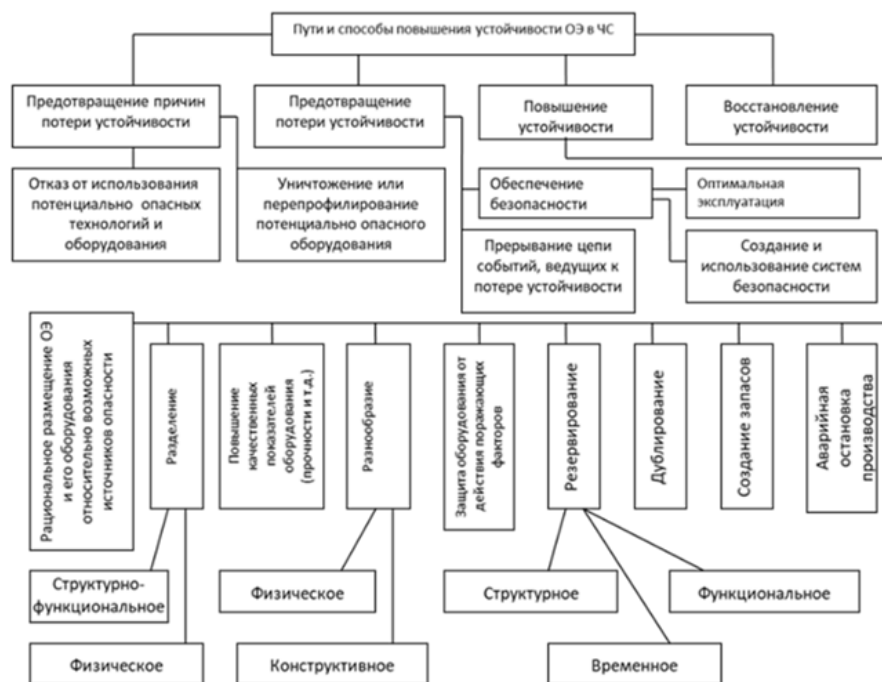 Пути и способы повышения устойчивости ОЭ в ЧС
Предотвращение причин
потери устойчивости
Предотвращение
потери устойчивости
Повышение
устойчивости
Восстановление
устойчивости
Отказ от использования
потенциально опасных
технологий и
оборудования
Уничтожение или
перепрофилирование
потенциально опасного
оборудования
Обеспечение
безопасности
Оптимальная
эксплуатация
Прерывание цепи
событий, ведущих к
потере устойчивости
Создание и
использование систем
безопасности
Рациональное размещение ОЭ
и его оборудования
относительно возможных
источников опасности
Разделение
Повышение
качественных
показателей
оборудования
(прочности и т.д.)
Разнообразие
Защита оборудования от
действия поражающих
факторов
Резервирование
Дублирование
Создание запасов
Аварийная
остановка
производства
Структурно-
функциональное
Физическое
Структурное
Функциональное
Физическое
Конструктивное
Временное